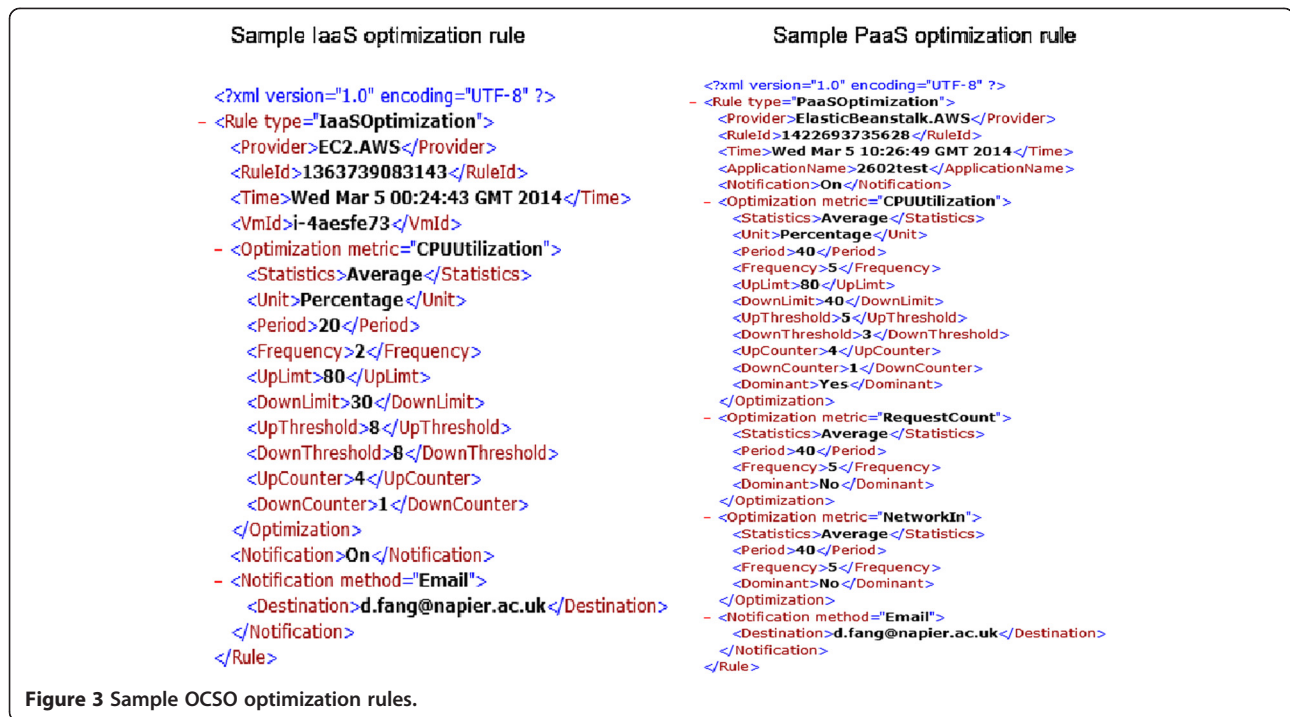 Sample IaaS optimization rule
<?xml version="1.0" encoding="UTF-8" ?>
- <Rule type="IaaSOptimization">
<Provider>EC2.AWS</Provider>
<RuleId>1363739083143</RuleId>
<Time>Wed Mar 5 00:24:43 GMT 2014</Time>
<VmId>i-4aesfe73</VmId>
- <Optimization metric="CPUUtilization">
<Statistics>Average</Statistics>
<Unit>Percentage</Unit>
<Period>20</Period>
<Frequency>2</Frequency>
<UpLimt>80</UpLimt>
<DownLimit>30</DownLimit>
<UpThreshold>8</UpThreshold>
<DownThreshold>8</DownThreshold>
<UpCounter>4</UpCounter>
<DownCounter>1</DownCounter>
</Optimization>
<Notification>On</Notification>
- <Notification method="Email">
<Destination>d.fang@napier.ac.uk</Destination>
</Notification>
</Rule>
Sample PaaS optimization rule
<?xml version="1.0" encoding="UTF-8" ?>
- <Rule type="PaaSOptimization">
<Provider>ElasticBeanstalk.AWS</Provider>
<RuleId>1422693735628</RuleId>
<Time>Wed Mar 5 10:26:49 GMT 2014</Time>
<ApplicationName>2602test</ApplicationName>
<Notification>On</Notification>
- <Optimization metric="CPUUtilization">
<Statistics>Average</Statistics>
<Unit>Percentage</Unit>
<Period>40</Period>
<Frequency>5</Frequency>
<UpLimt>80</UpLimt>
<DownLimit>40</DownLimit>
<UpThreshold>5</UpThreshold>
<DownThreshold>3</DownThreshold>
<UpCounter>4</UpCounter>
<DownCounter>1</DownCounter>
<Dominant>Yes</Dominant>
</Optimization>
- <Optimization metric="RequestCount">
<Statistics>Average</Statistics>
<Period>40</Period>
<Frequency>5</Frequency>
<Dominant>No</Dominant>
</Optimization>
- <Optimization metric="NetworkIn">
<Statistics>Average</Statistics>
<Period>40</Period>
<Frequency>5</Frequency>
<Dominant>No</Dominant>
</Optimization>
- <Notification method="Email">
<Destination>d.fang@napier.ac.uk</Destination>
</Notification>
</Rule>
Figure 3 Sample OCSO optimization rules.